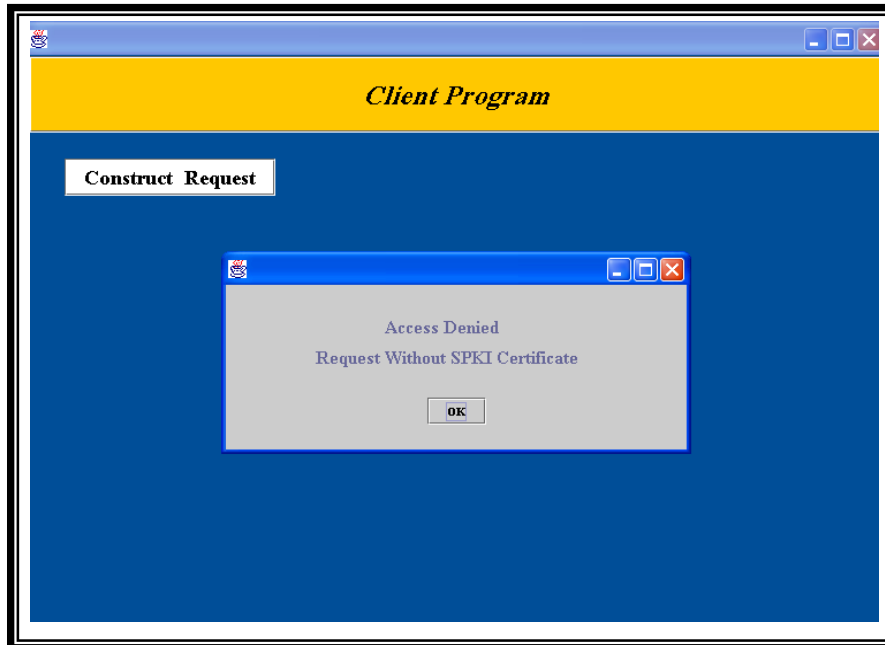 Client Program
Construct Request
Access Denied
Request Without SPKI Certificate
OK